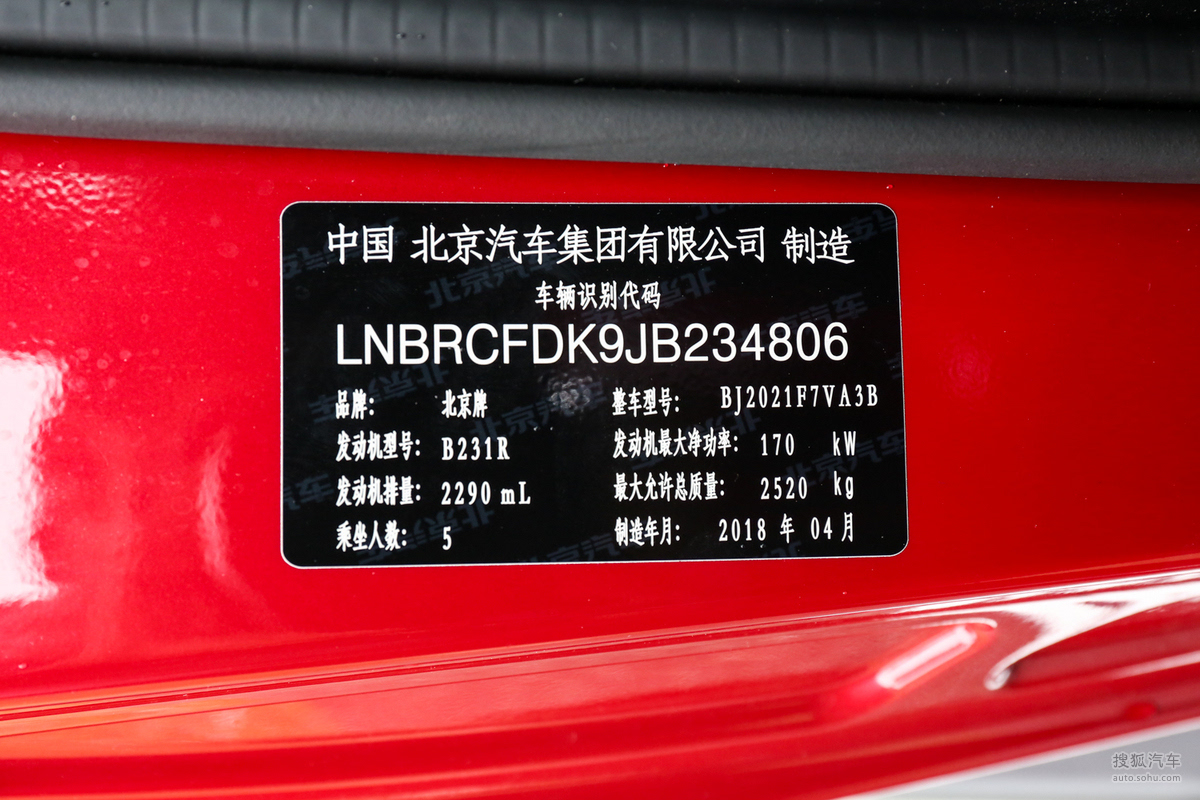 中国 北京汽车集团有限公司 制造
车辆识别代码
LNBRCFDK9JB234806
品牌： 北京牌 整车型号： BJ2021F7VA3B
发动机型号： B231R 发动机最大净功率： 170 kW
发动机排量： 2290 mL 最大允许总质量： 2520 kg
乘坐人数： 5 制造年月： 2018 年 04 月
搜狐汽车
auto.sohu.com